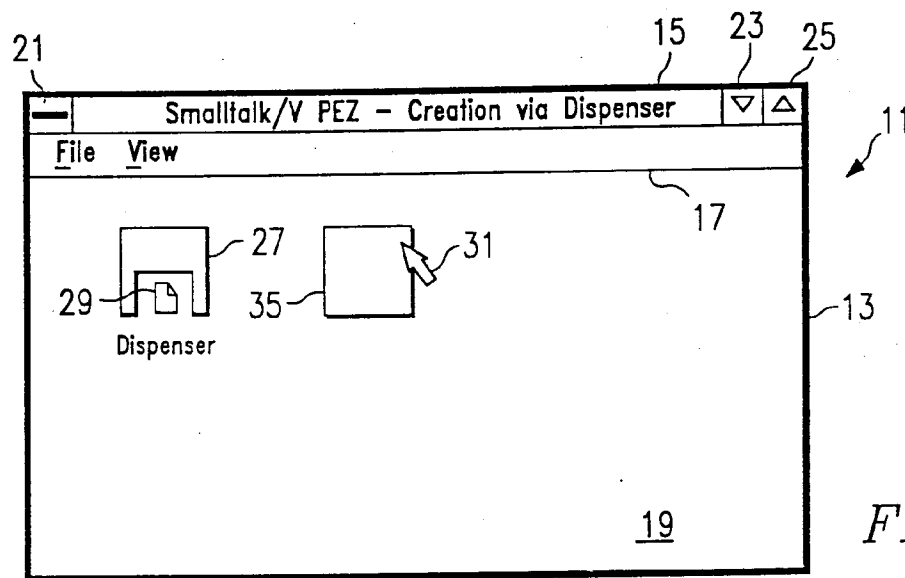 21 15 23 25
Smalltalk/V PEZ – Creation via Dispenser
File View
11
17
27 31
29 35 13
Dispenser
19